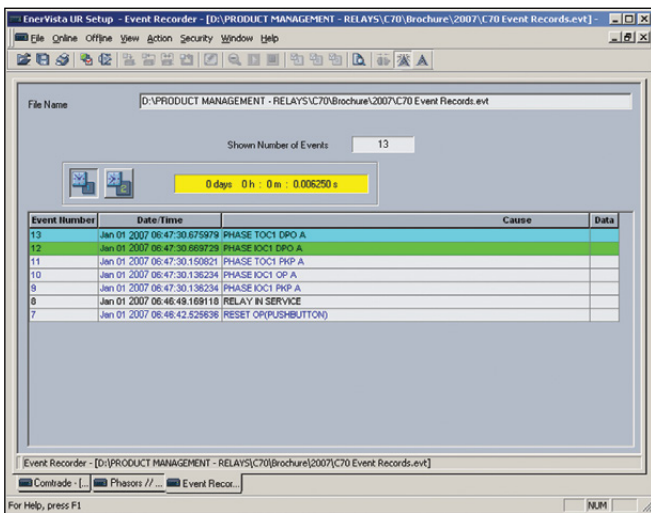 EnerVista UR Setup - Event Recorder - [D:\PRODUCT MANAGEMENT - RELAYS\C70\Brochure\2007\C70 Event Records.evt] -
File Online Offline View Action Security Window Help
File Name D:\PRODUCT MANAGEMENT - RELAYS\C70\Brochure\2007\C70 Event Records.evt
Shown Number of Events 13
2
0 days 0 h : 0 m : 0.006250 s
Event Number Date/Time Cause Data
13 Jan 01 2007 06:47:30.675979 PHASE TOC1 DPO A
12 Jan 01 2007 06:47:30.669729 PHASE IOC1 DPO A
11 Jan 01 2007 06:47:30.150821 PHASE TOC1 PKP A
10 Jan 01 2007 06:47:30.136234 PHASE IOC1 OP A
9 Jan 01 2007 06:47:30.136234 PHASE IOC1 PKP A
8 Jan 01 2007 06:46:49.169118 RELAY IN SERVICE
7 Jan 01 2007 06:46:42.525636 RESET OP(PUSHBUTTON)
Event Recorder - [D:\PRODUCT MANAGEMENT - RELAYS\C70\Brochure\2007\C70 Event Records.evt]
Comtrade - [... Phasors // ... Event Recor...
For Help, press F1 NUM